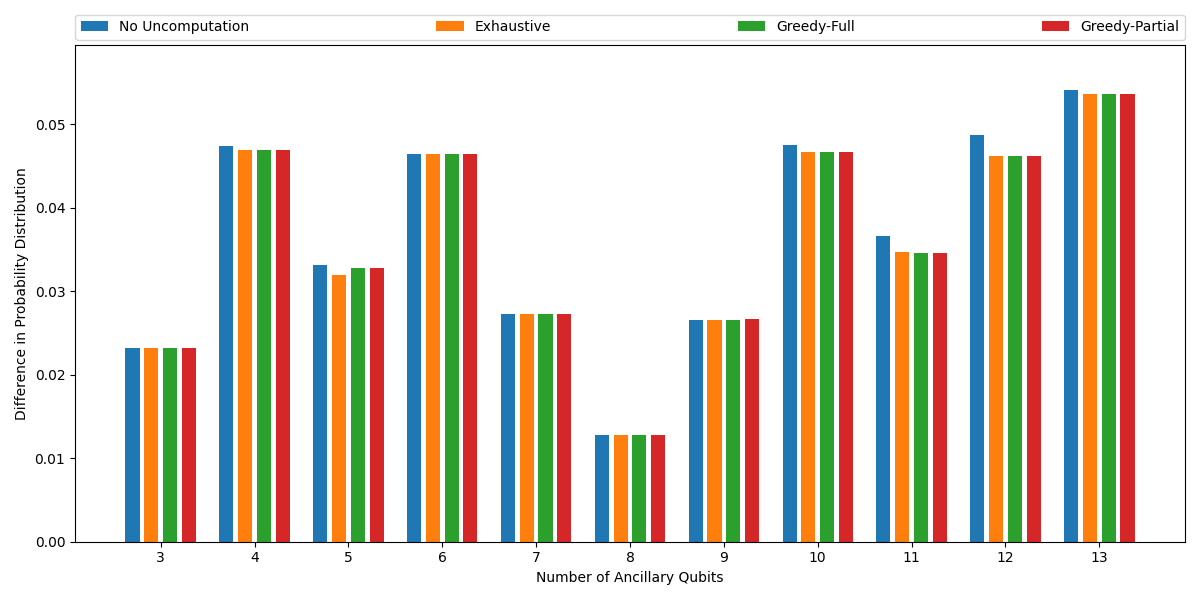 No Uncomputation Exhaustive Greedy-Full Greedy-Partial
Difference in Probability Distribution
0.05
0.04
0.03
0.02
0.01
0.00
3 4 5 6 7 8 9 10 11 12 13
Number of Ancillary Qubits